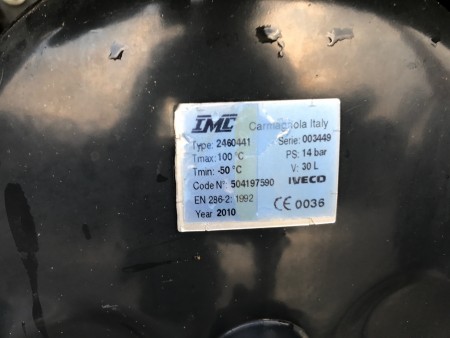 IMC Carmagnola Italy
Type: 2460441 Serie: 003449
Tmax: 100 °C PS: 14 bar
Tmin: -50 °C V: 30 L
Code N°: 504197590 IVECO
EN 286-2: 1992 CE 0036
Year 2010